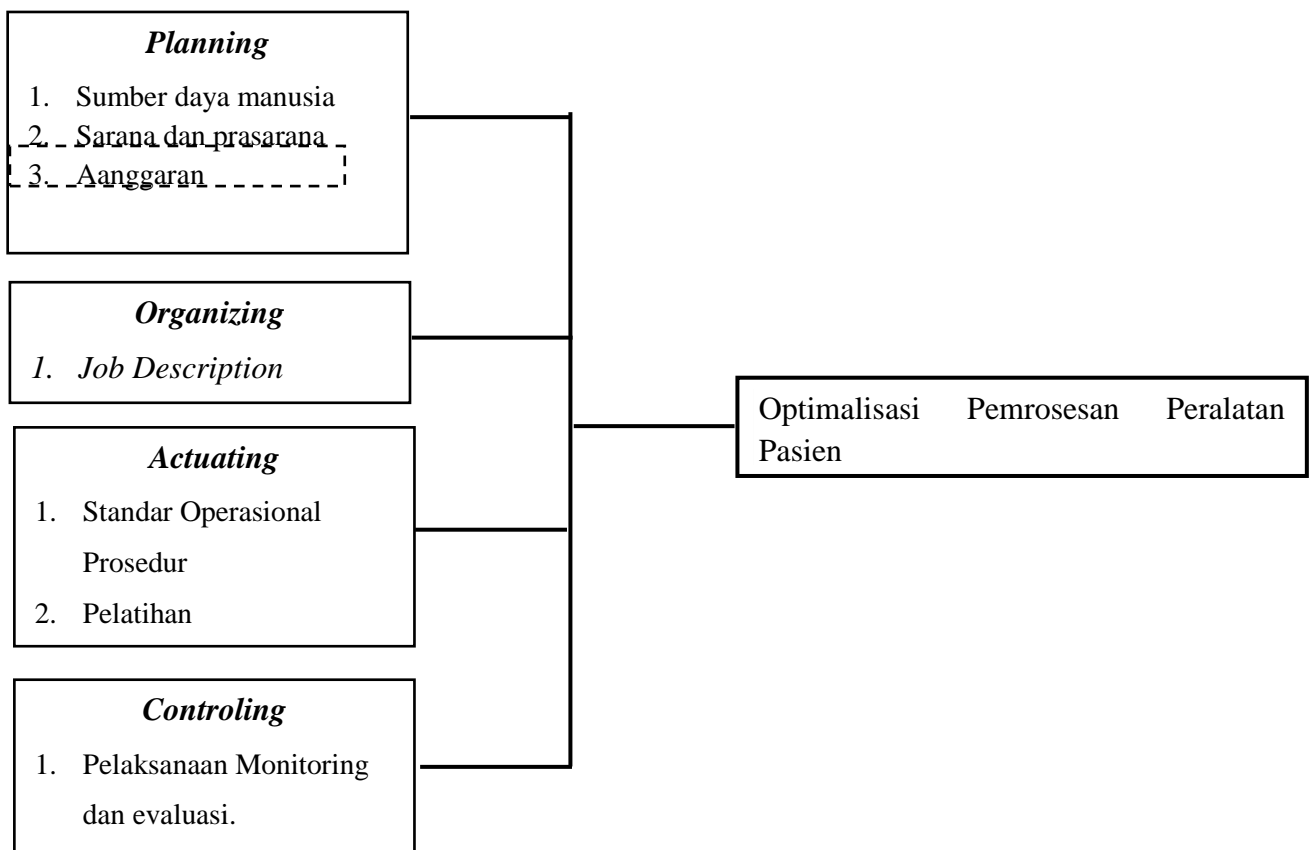 Planning
1. Sumber daya manusia
2. Sarana dan prasarana
3. Aanggaran
Organizing
1. Job Description
Actuating
1. Standar Operasional
Prosedur
2. Pelatihan
Controling
1. Pelaksanaan Monitoring
dan evaluasi.
Optimalisasi Pemrosesan Peralatan
Pasien